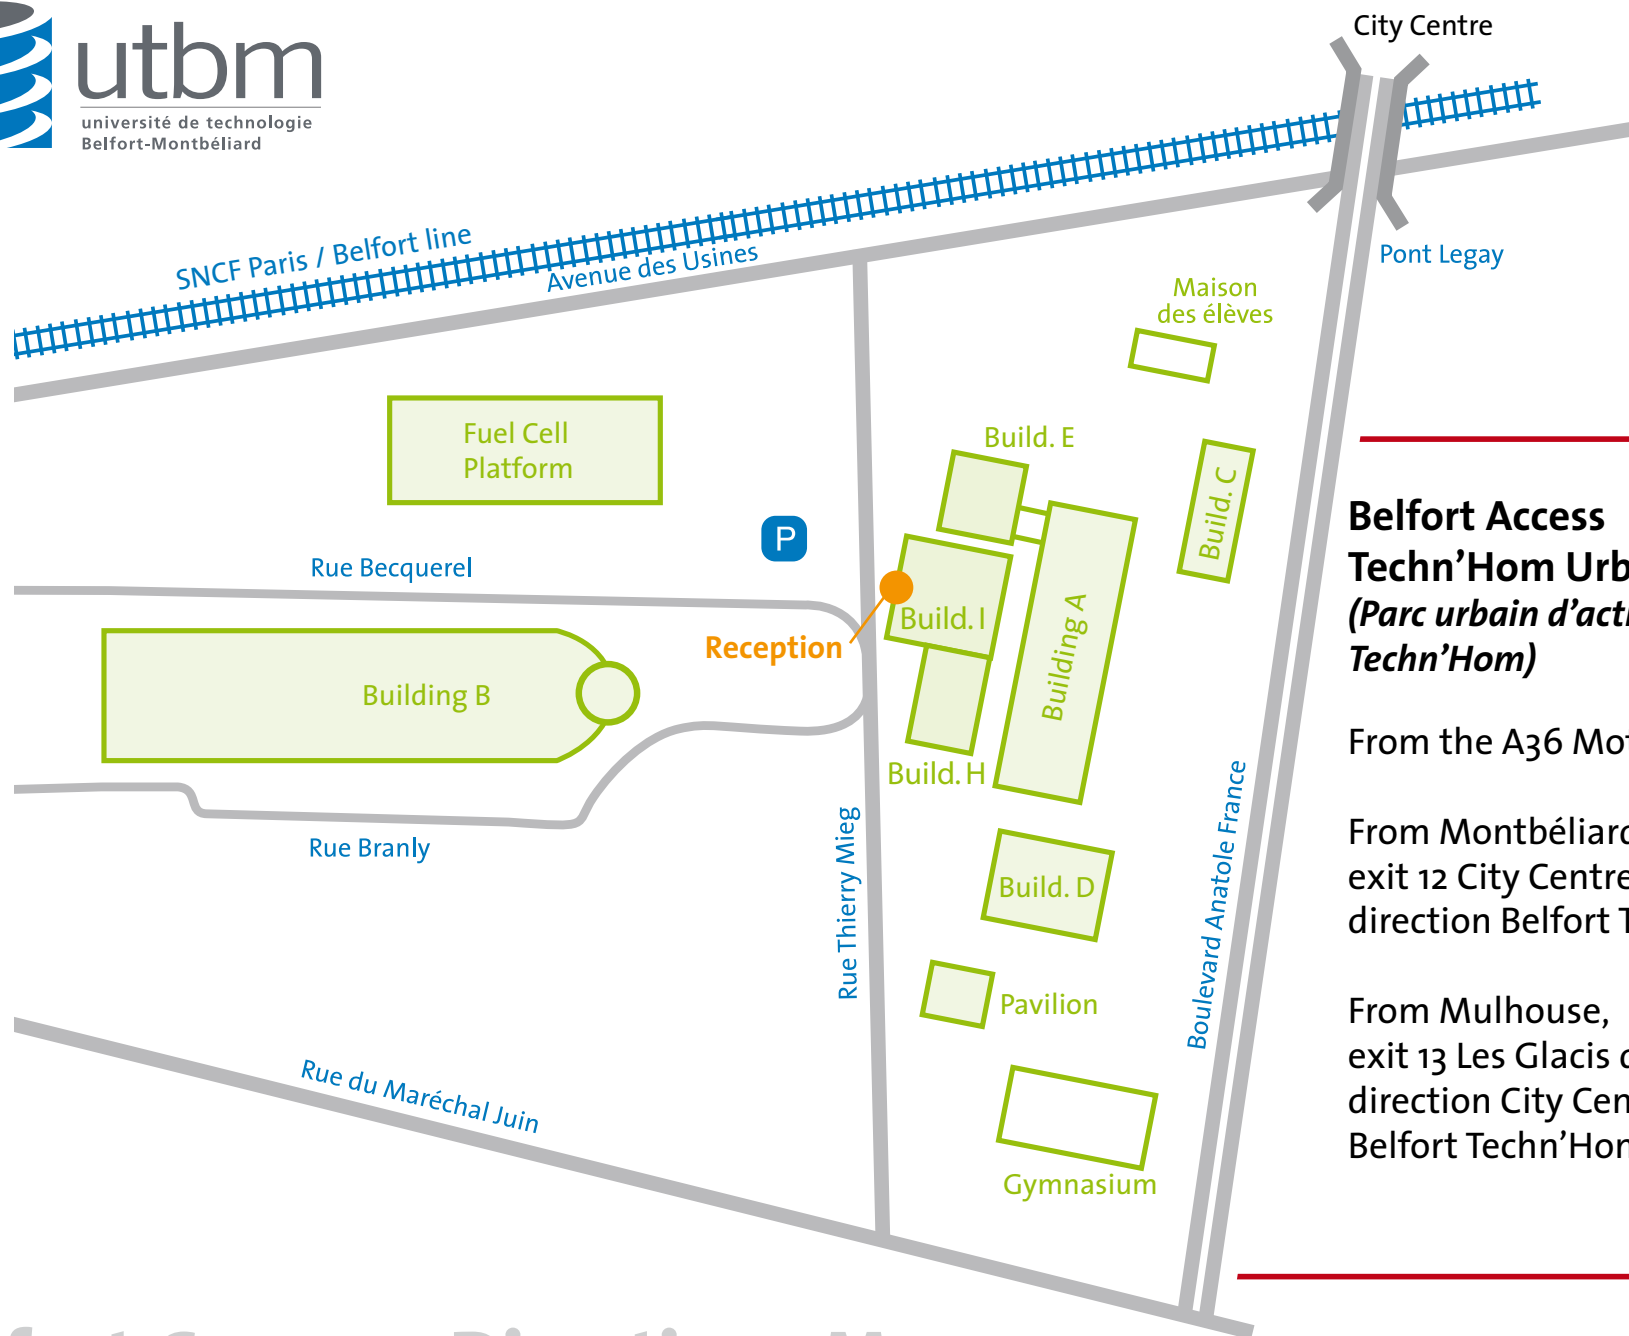 City Centre
utbm
université de technologie
Belfort-Montbéliard
SNCF Paris / Belfort line
Avenue des Usines
Pont Legay
Maison
des élèves
Fuel Cell
Platform
Build. E
Build. C
P
Rue Becquerel
Build. I
Reception
Building A
Building B
Build. H
Rue Branly
Rue Thierry Mieg
Build. D
Boulevard Anatole France
Pavilion
Rue du Maréchal Juin
Gymnasium
Belfort Access
Techn'Hom Urb
(Parc urbain d'acti
Techn'Hom)
From the A36 Mot
From Montbéliard
exit 12 City Centre
direction Belfort T
From Mulhouse,
exit 13 Les Glacis d
direction City Cen
Belfort Techn'Hom